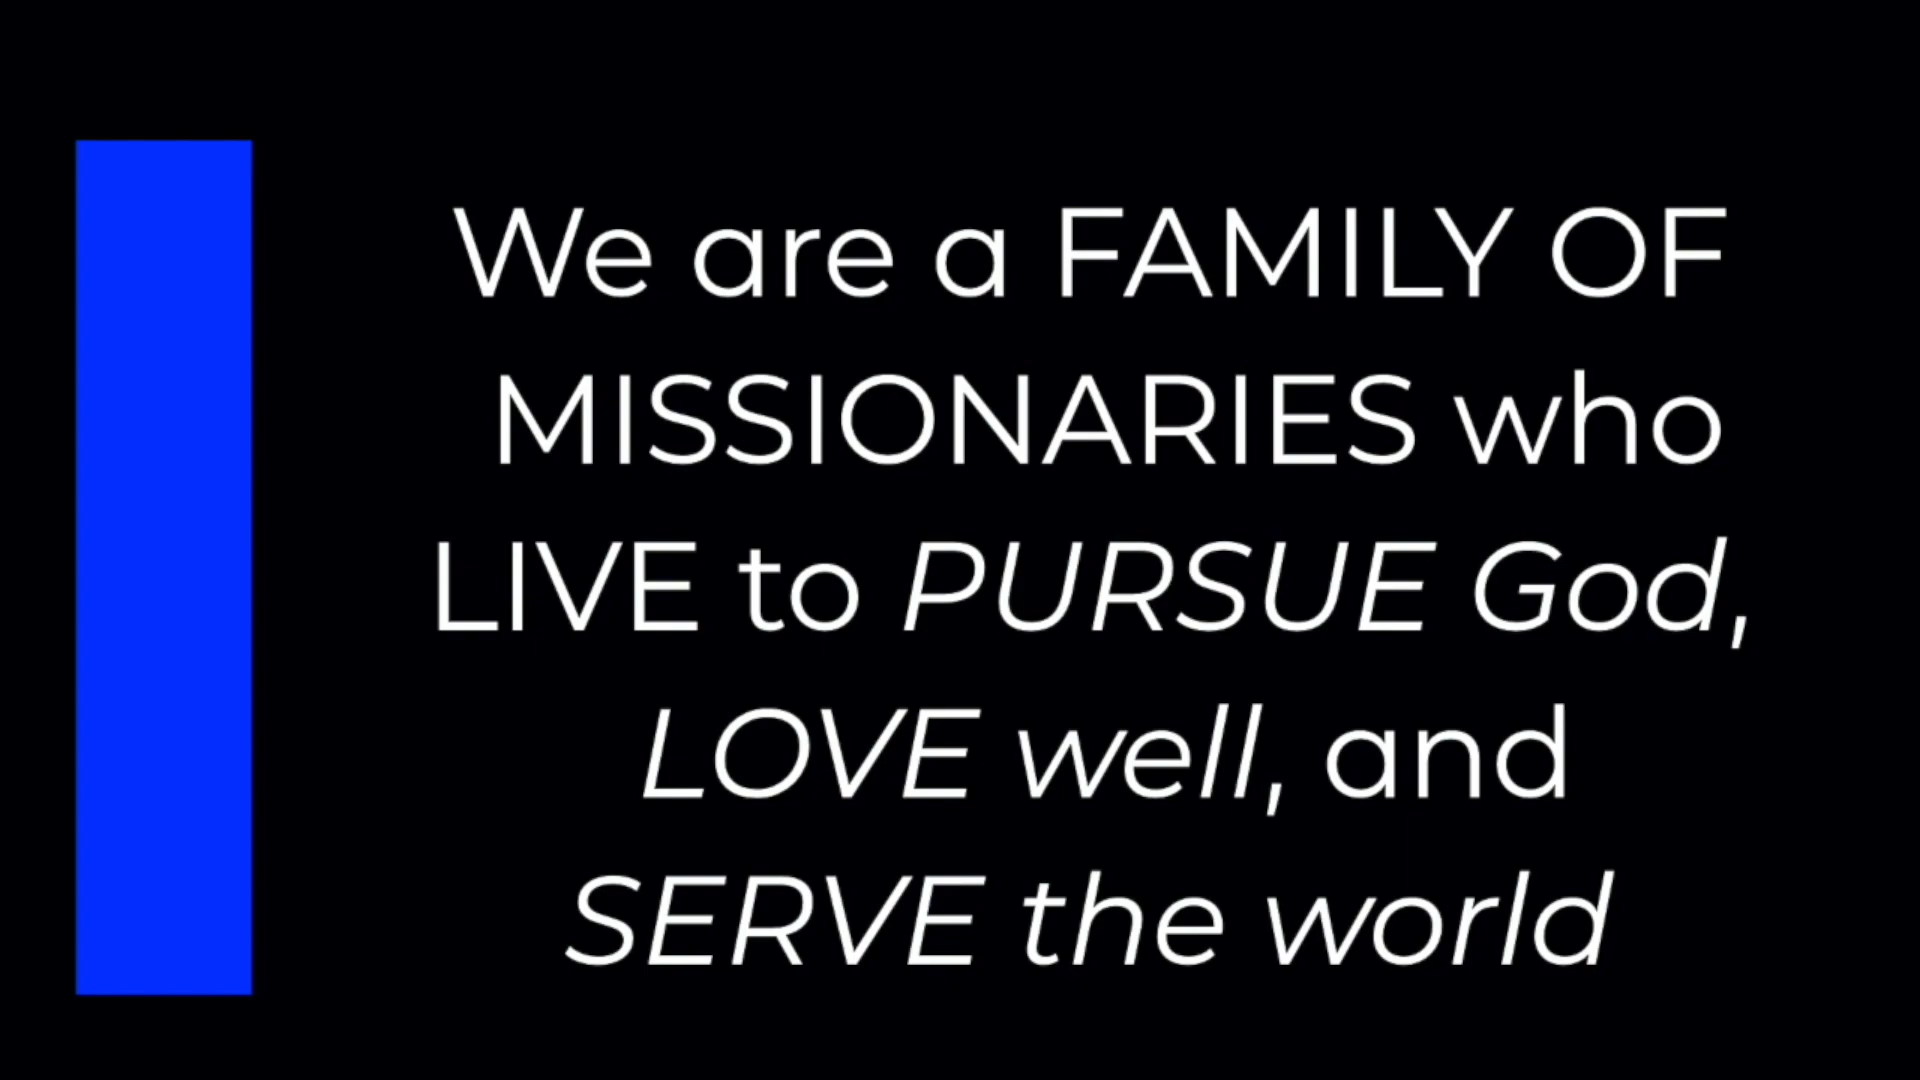 We are a FAMILY OF
MISSIONARIES who
LIVE to PURSUE God,
LOVE well, and
SERVE the world